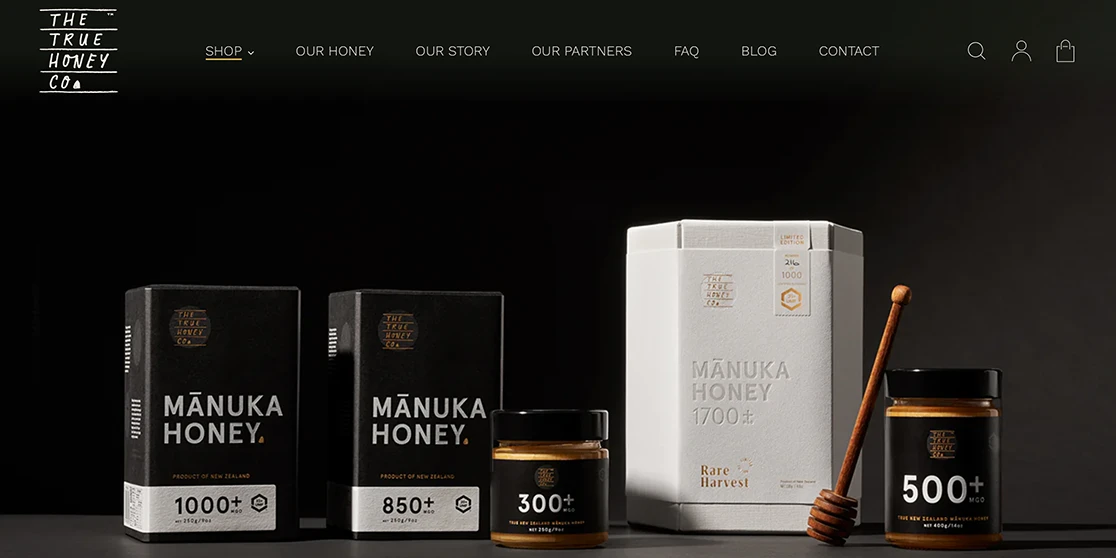 THE
TRUE
HONEY
CO
™
SHOP
OUR HONEY
OUR STORY
OUR PARTNERS
FAQ
BLOG
CONTACT
THE
TRUE
HONEY
CO
MĀNUKA
HONEY
PRODUCT OF NEW ZEALAND
1000+ MGO
NET 250g/9oz
THE
TRUE
HONEY
CO
MĀNUKA
HONEY
PRODUCT OF NEW ZEALAND
850+ MGO
NET 250g/9oz
300+ MGO
TRUE NEW ZEALAND MĀNUKA HONEY
NET 250g/9oz
THE
TRUE
HONEY
CO
LIMITED
EDITION
1000
MĀNUKA
HONEY
1700+
Rare
Harvest
THE
TRUE
HONEY
CO
500+ MGO
TRUE NEW ZEALAND MĀNUKA HONEY
NET 400g/14oz